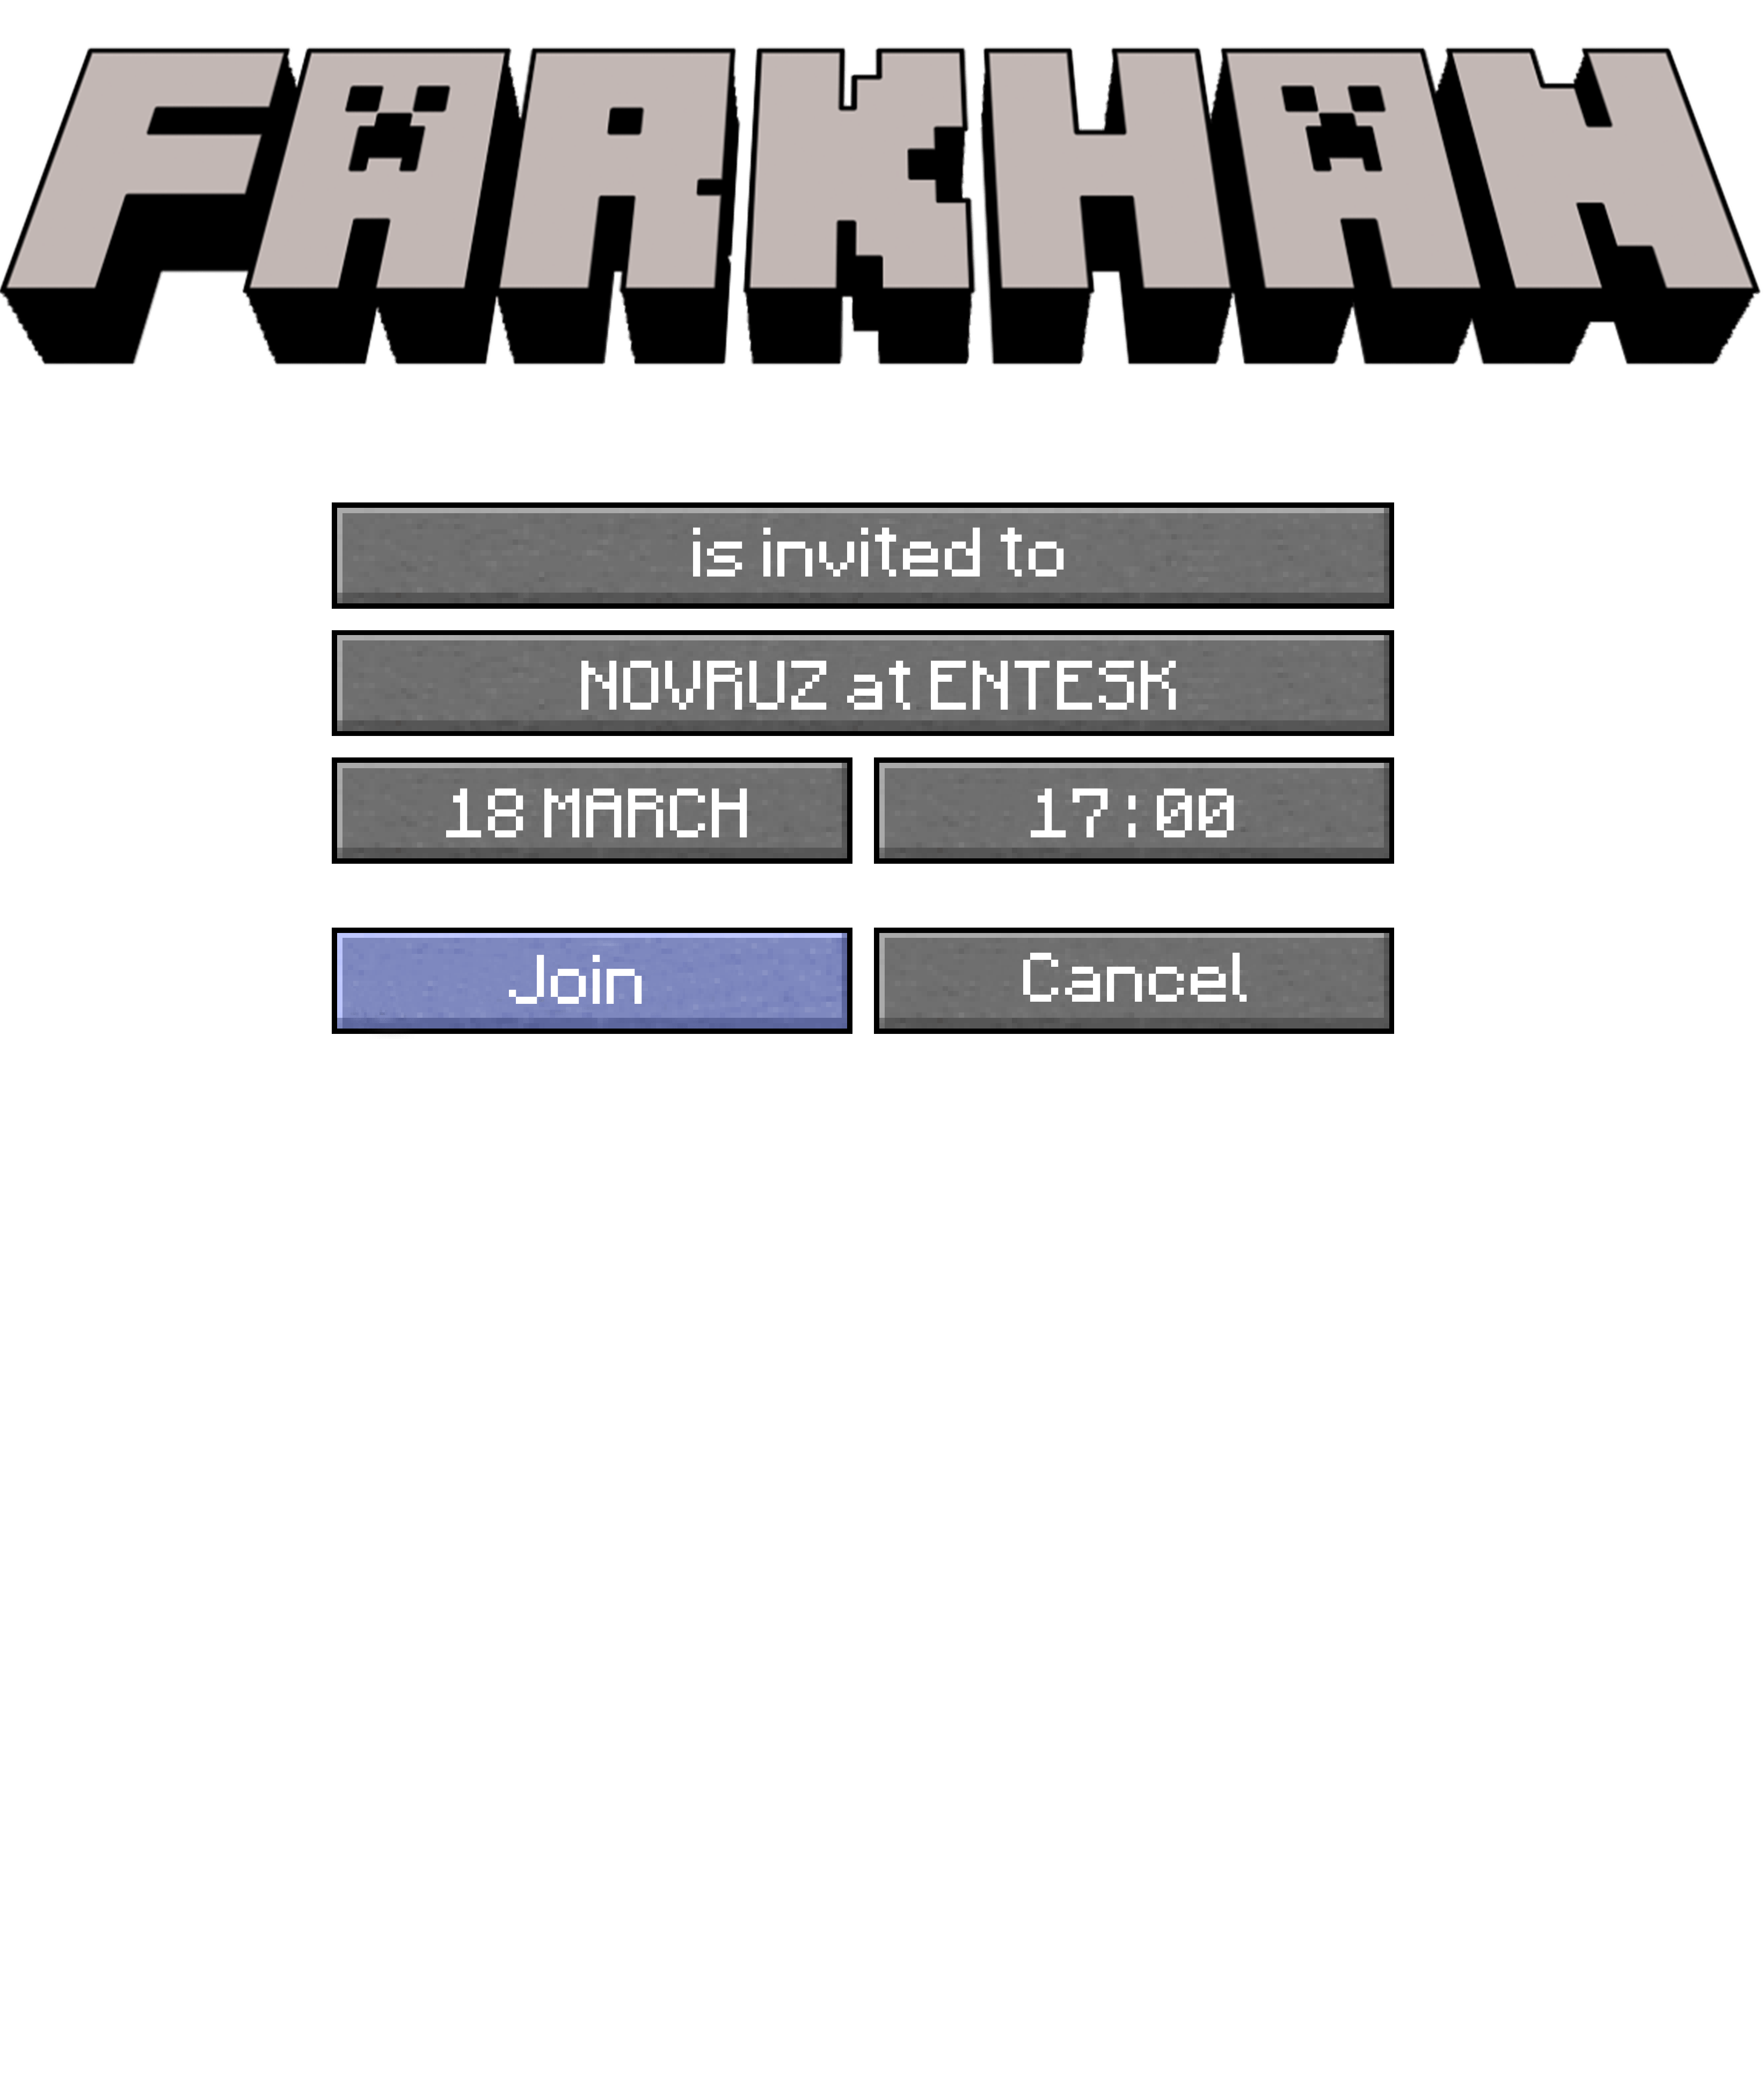 FARKHAN
is invited to
NOVRUZ at ENTESK
18 MARCH
17:00
Join
Cancel